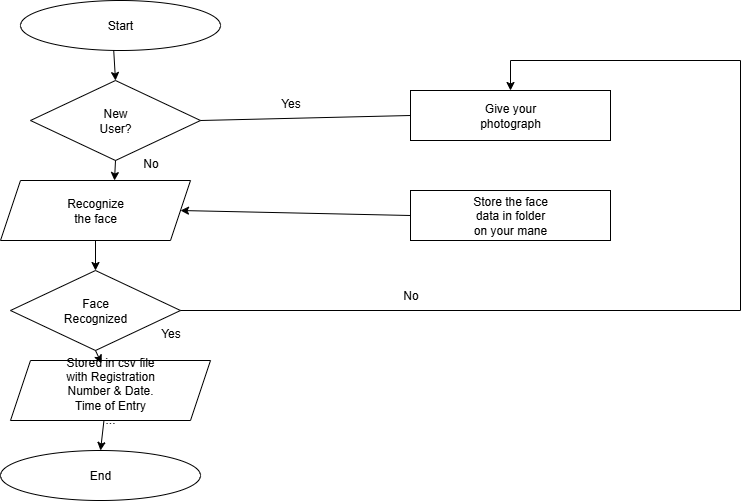 Start
New
User?
Yes
Give your
photograph
No
Recognize
the face
Store the face
data in folder
on your mane
Face
Recognized
No
Yes
Stored in csv file
with Registration
Number & Date.
Time of Entry
...
End